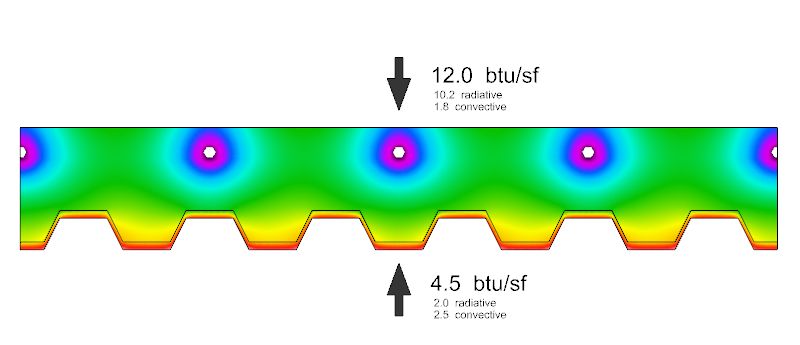 12.0 btu/sf
10.2 radiative
1.8 convective
4.5 btu/sf
2.0 radiative
2.5 convective